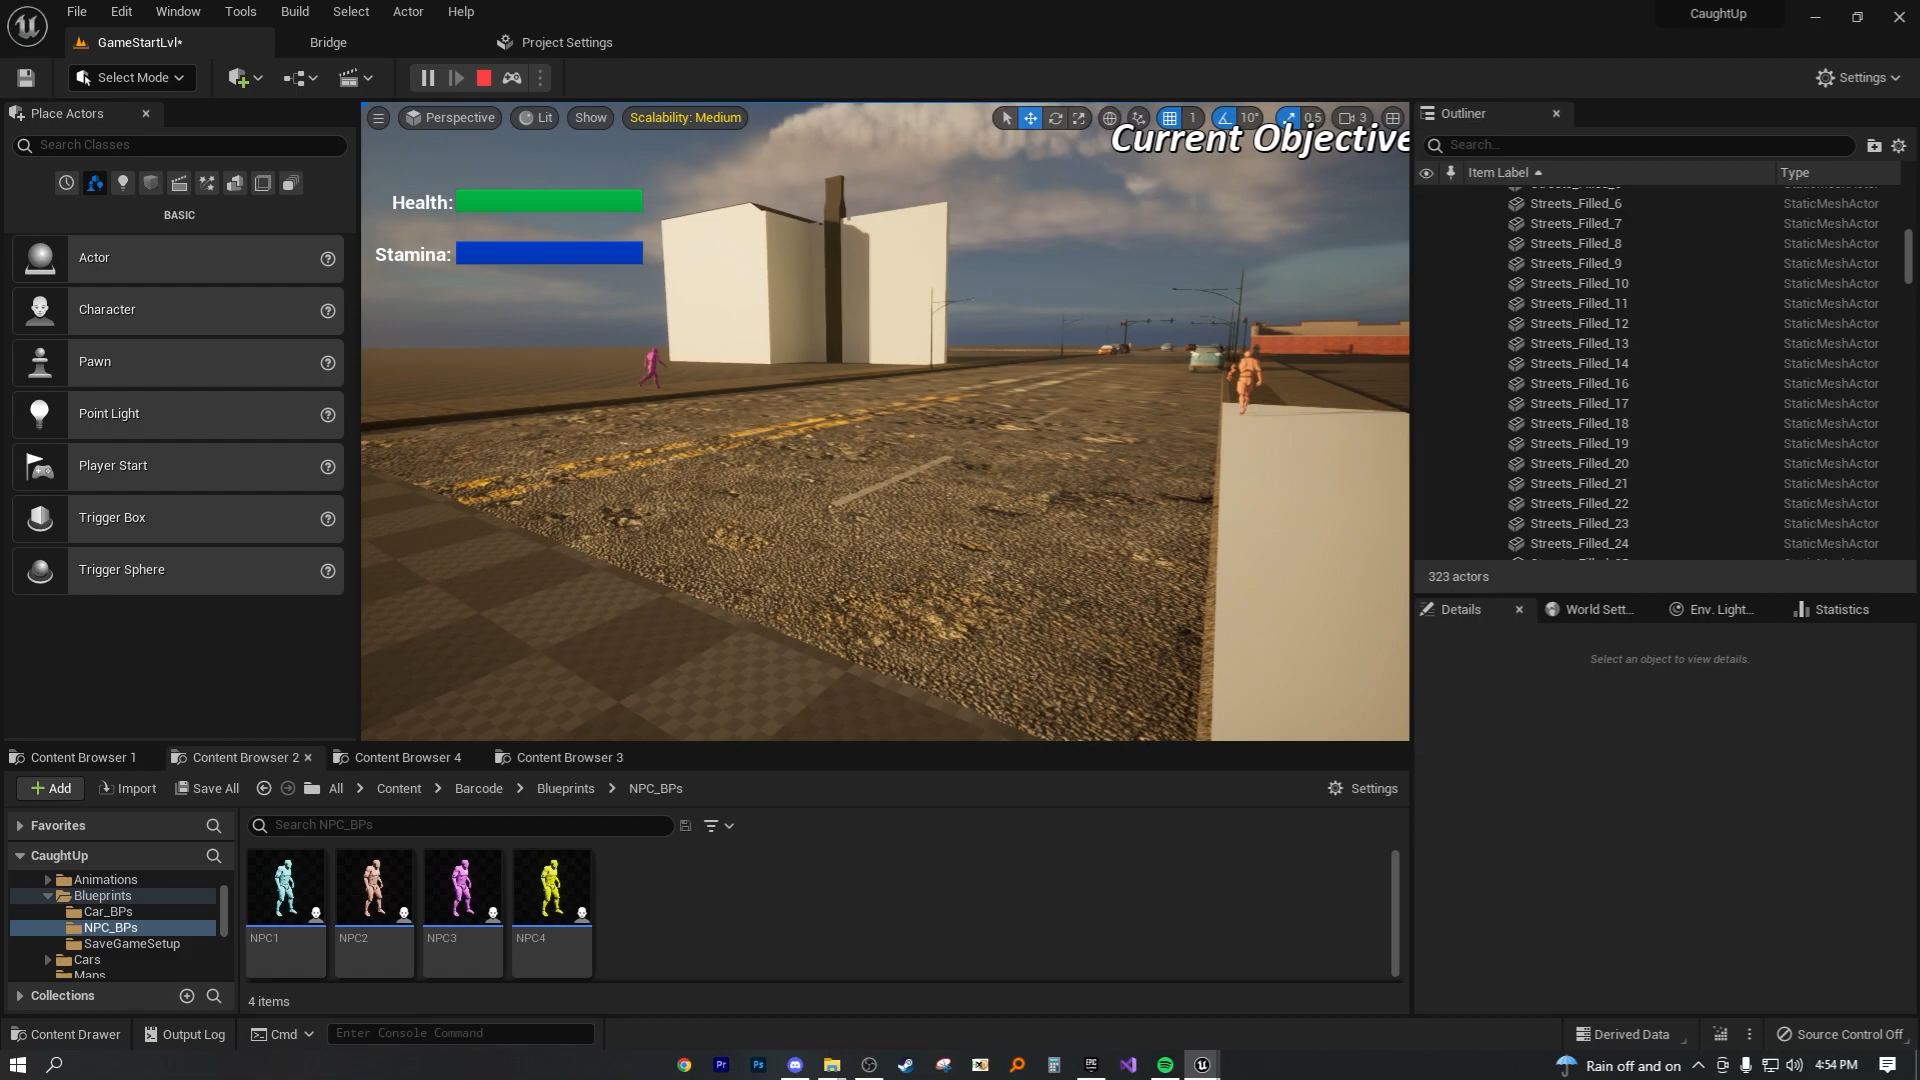 File Edit Window Tools Build Select Actor Help
CaughtUp
GameStartLvl*
Bridge
Project Settings
Select Mode
Settings
Place Actors
Search Classes
BASIC
Actor
Character
Pawn
Point Light
Player Start
Trigger Box
Trigger Sphere
Perspective
Lit
Show
Scalability: Medium
1
10°
0.5
3
Current Objective
Health:
Stamina:
Outliner
Search...
Item Label
Type
Streets_Filled_6 StaticMeshActor
Streets_Filled_7 StaticMeshActor
Streets_Filled_8 StaticMeshActor
Streets_Filled_9 StaticMeshActor
Streets_Filled_10 StaticMeshActor
Streets_Filled_11 StaticMeshActor
Streets_Filled_12 StaticMeshActor
Streets_Filled_13 StaticMeshActor
Streets_Filled_14 StaticMeshActor
Streets_Filled_16 StaticMeshActor
Streets_Filled_17 StaticMeshActor
Streets_Filled_18 StaticMeshActor
Streets_Filled_19 StaticMeshActor
Streets_Filled_20 StaticMeshActor
Streets_Filled_21 StaticMeshActor
Streets_Filled_22 StaticMeshActor
Streets_Filled_23 StaticMeshActor
Streets_Filled_24 StaticMeshActor
323 actors
Details
World Sett...
Env. Light...
Statistics
Select an object to view details.
Content Browser 1
Content Browser 2
Content Browser 4
Content Browser 3
Add
Import
Save All
All
Content
Barcode
Blueprints
NPC_BPs
Settings
Favorites
CaughtUp
Animations
Blueprints
Car_BPs
NPC_BPs
SaveGameSetup
Cars
Maps
Collections
Search NPC_BPs
NPC1
NPC2
NPC3
NPC4
4 items
Content Drawer
Output Log
Cmd
Enter Console Command
Derived Data
Source Control Off
Pr
Ps
EPIC
Rain off and on
4:54 PM